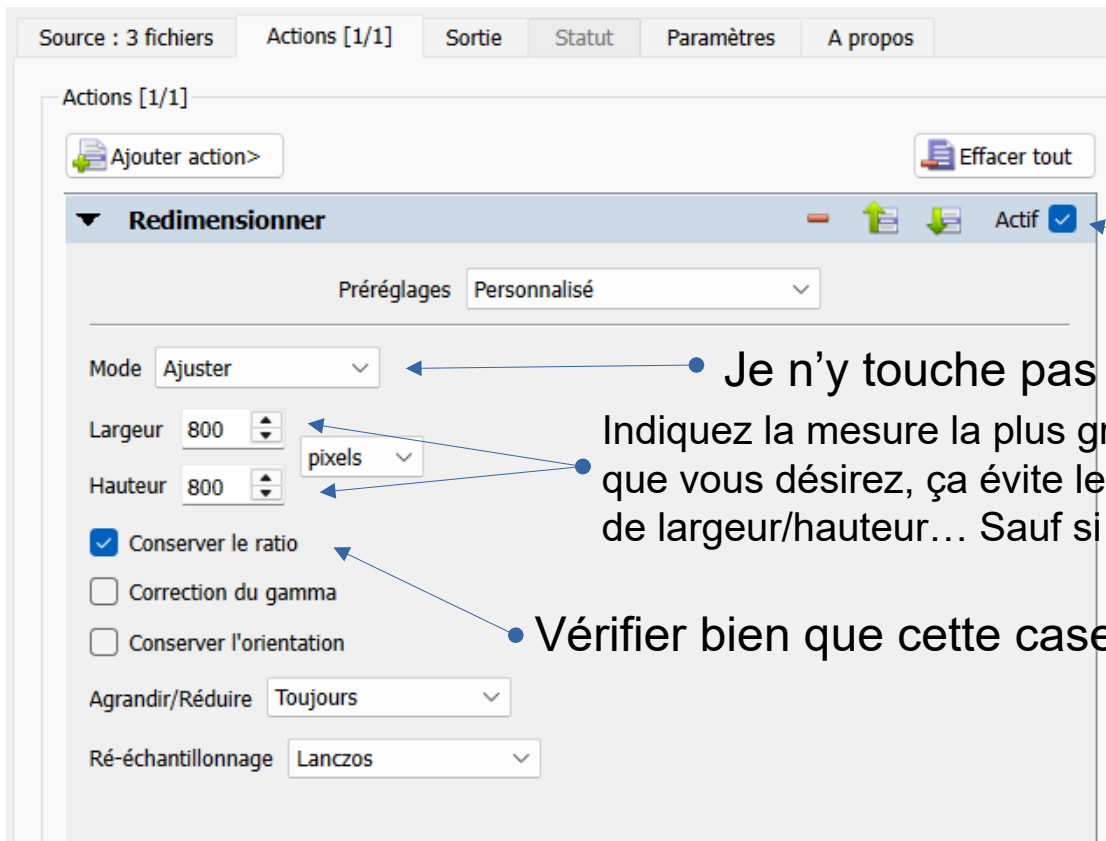 Source : 3 fichiers Actions [1/1] Sortie Statut Paramètres A propos
Actions [1/1]
Ajouter action> Effacer tout
Redimensionner Actif
Préréglages Personnalisé
Mode Ajuster
Je n’y touche pas
Largeur 800
pixels
Hauteur 800
Indiquez la mesure la plus
que vous désirez, ça évite
de largeur/hauteur… Sauf si
Conserver le ratio
Correction du gamma
Conserver l'orientation
Vérifier bien que cette case
Agrandir/Réduire Toujours
Ré-échantillonnage Lanczos